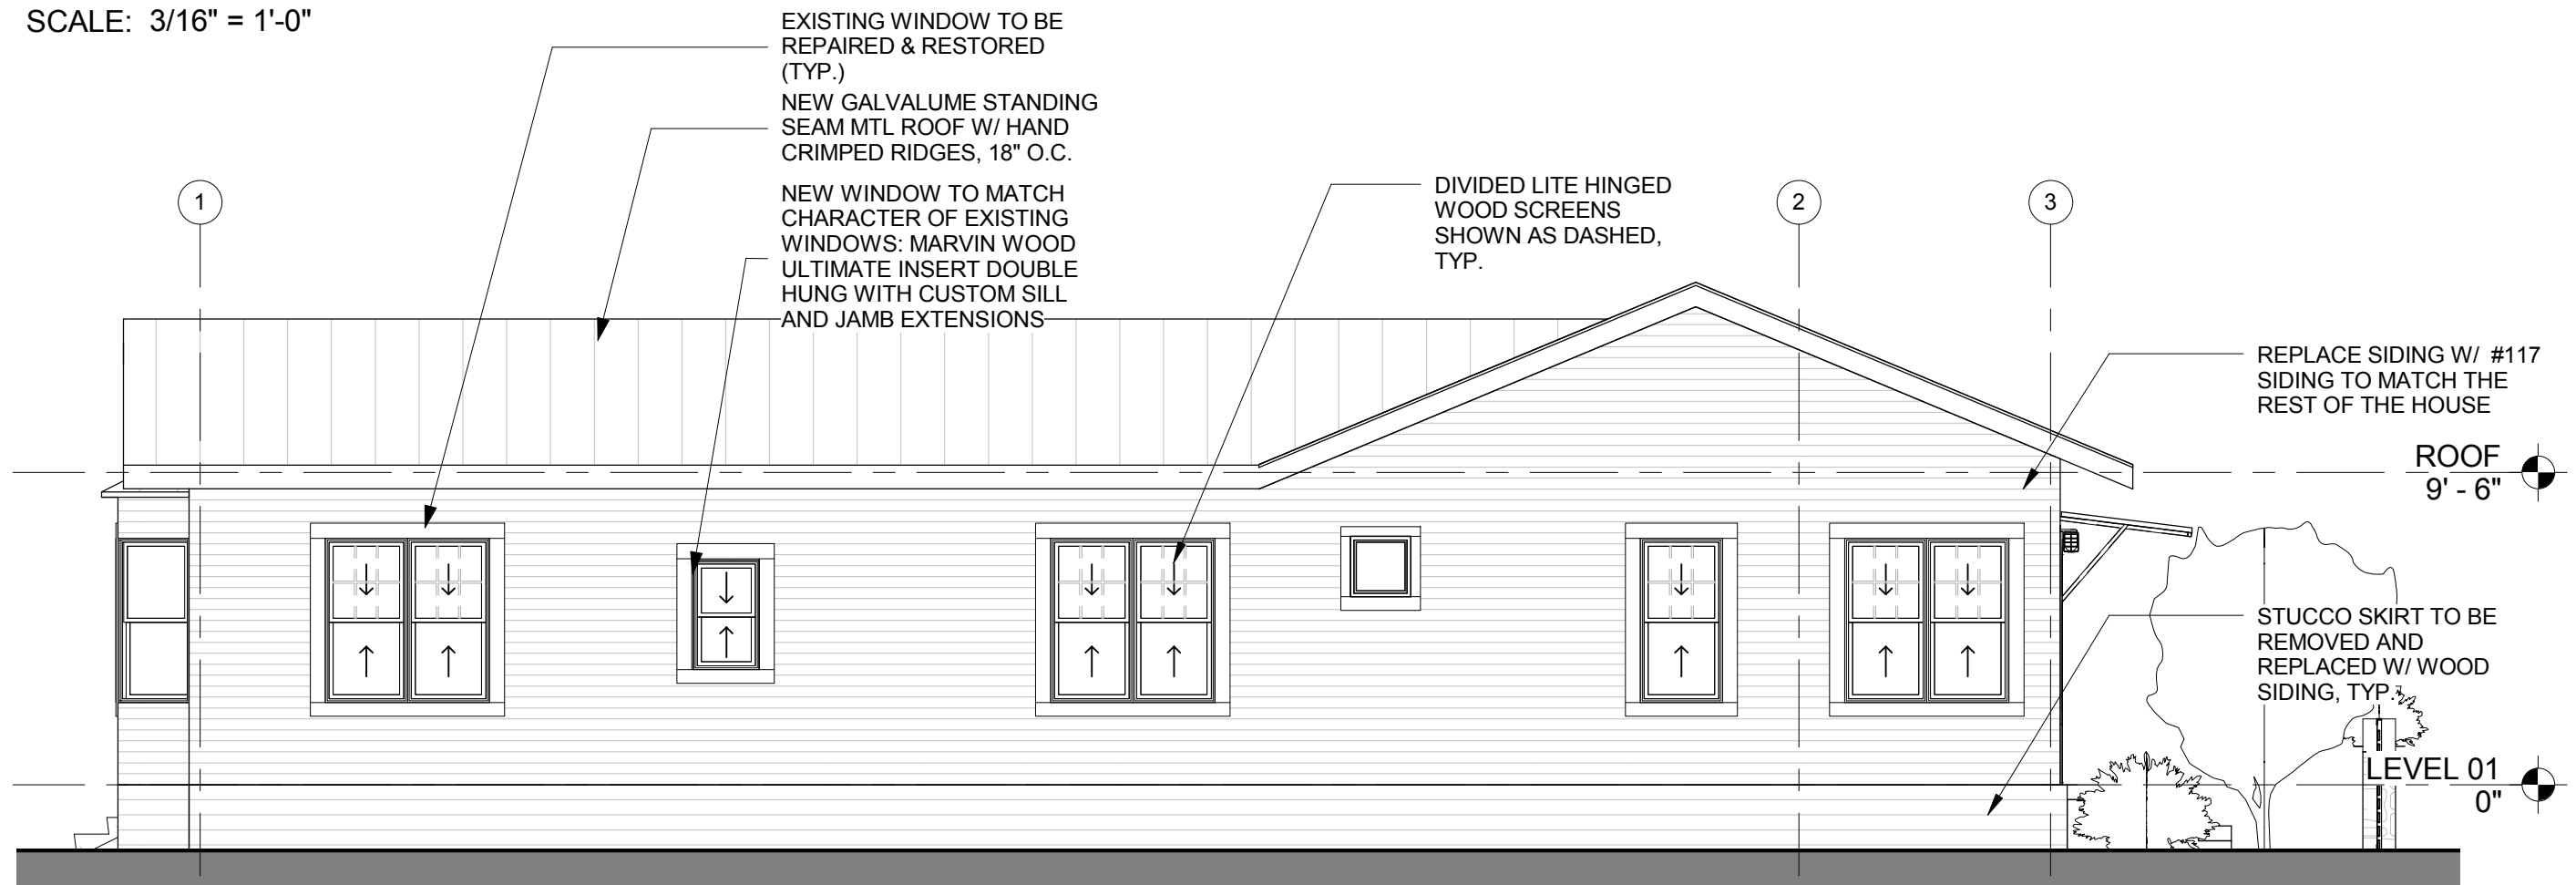 SCALE: 3/16" = 1'-0"
EXISTING WINDOW TO BE
REPAIRED & RESTORED
(TYP.)
NEW GALVALUME STANDING
SEAM MTL ROOF W/ HAND
CRIMPED RIDGES, 18" O.C.
NEW WINDOW TO MATCH
CHARACTER OF EXISTING
WINDOWS: MARVIN WOOD
ULTIMATE INSERT DOUBLE
HUNG WITH CUSTOM SILL
AND JAMB EXTENSIONS
DIVIDED LITE HINGED
WOOD SCREENS
SHOWN AS DASHED,
TYP.
1
2
3
REPLACE SIDING W/ #117
SIDING TO MATCH THE
REST OF THE HOUSE
ROOF
9' - 6"
STUCCO SKIRT TO BE
REMOVED AND
REPLACED W/ WOOD
SIDING, TYP.
LEVEL 01
0"